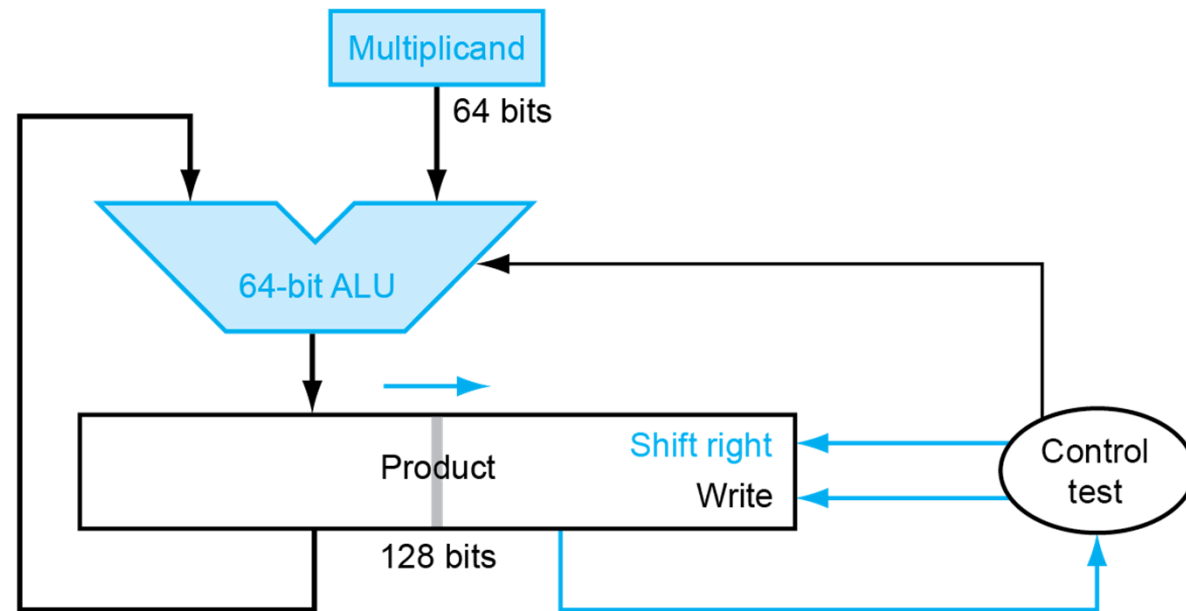 Multiplicand
64 bits
64-bit ALU
Product
Shift right
Write
128 bits
Control
test